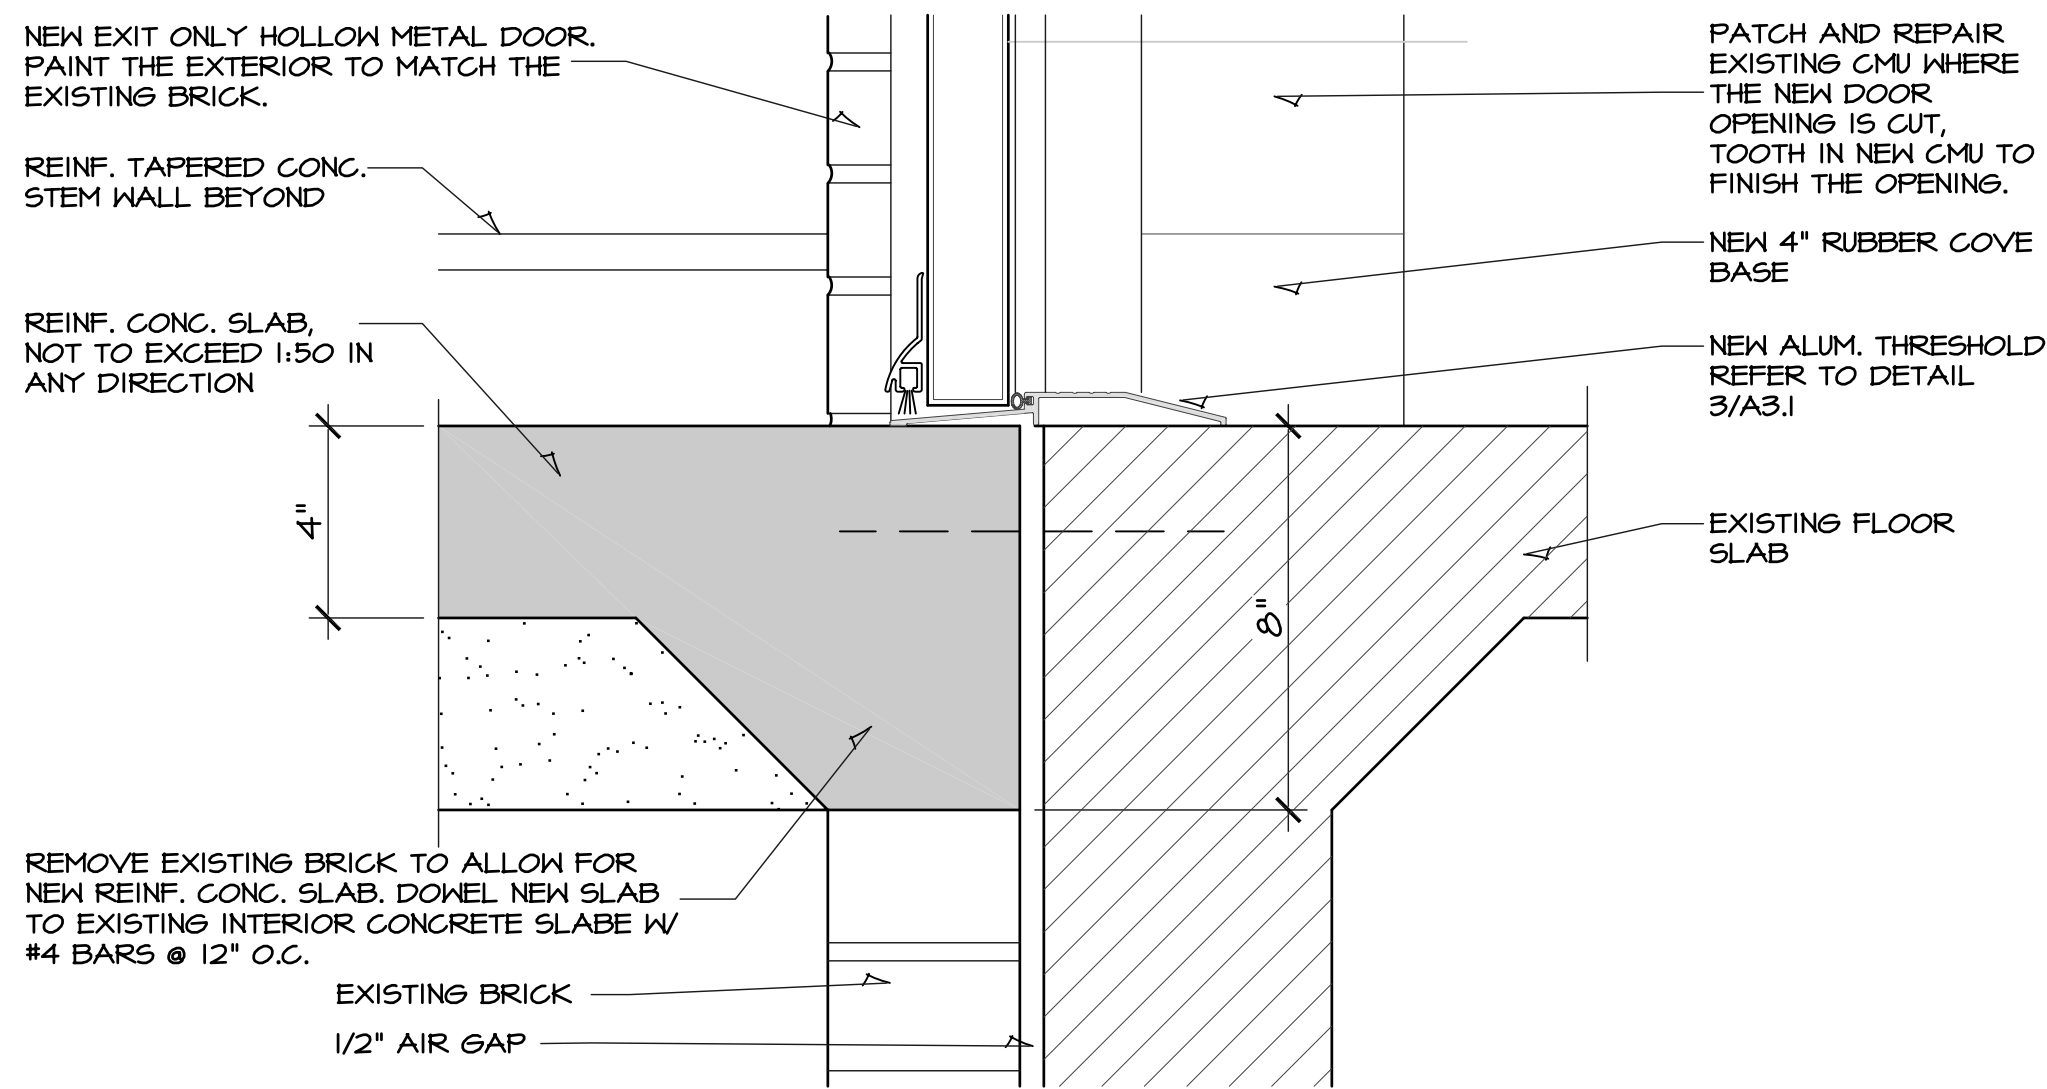 NEW EXIT ONLY HOLLOW METAL DOOR.
PAINT THE EXTERIOR TO MATCH THE
EXISTING BRICK.
REINF. TAPERED CONC.
STEM WALL BEYOND
REINF. CONC. SLAB,
NOT TO EXCEED 1:50 IN
ANY DIRECTION
4"
REMOVE EXISTING BRICK TO ALLOW FOR
NEW REINF. CONC. SLAB. DOWEL NEW SLAB
TO EXISTING INTERIOR CONCRETE SLABE W/
#4 BARS @ 12" O.C.
EXISTING BRICK
1/2" AIR GAP
8"
PATCH AND REPAIR
EXISTING CMU WHERE
THE NEW DOOR
OPENING IS CUT,
TOOTH IN NEW CMU TO
FINISH THE OPENING.
NEW 4" RUBBER COVE
BASE
NEW ALUM. THRESHOLD
REFER TO DETAIL
3/A3.1
EXISTING FLOOR
SLAB